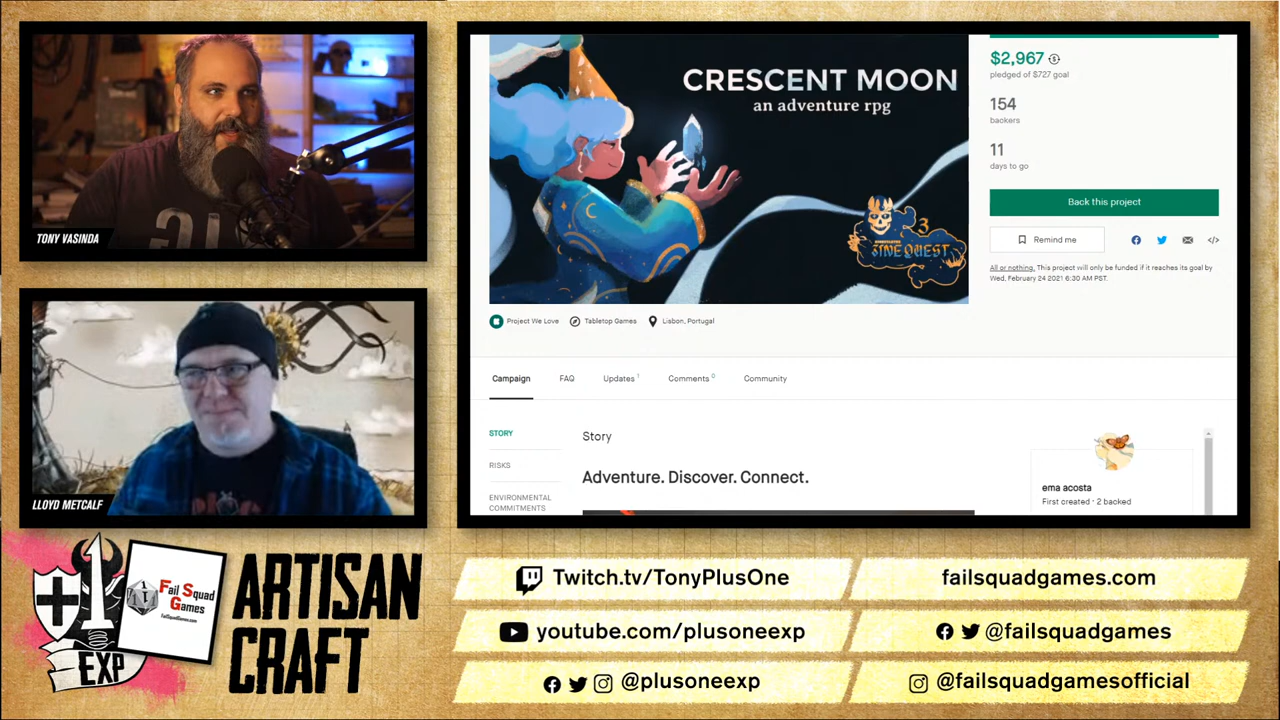 TONY VASINDA
LLOYD METCALF
CRESCENT MOON
an adventure rpg
3
ZINE QUEST
$2,967
pledged of $727 goal
154
backers
11
days to go
Back this project
Remind me
All or nothing. This project will only be funded if it reaches its goal by
Wed, February 24 2021 6:30 AM PST.
Project We Love
Tabletop Games
Lisbon, Portugal
Campaign
FAQ
Updates 1
Comments 0
Community
STORY
RISKS
ENVIRONMENTAL
COMMITMENTS
Story
Adventure. Discover. Connect.
ema acosta
First created · 2 backed
1
EXP
Fail Squad
Games
FailSquadGames.com
ARTISAN
CRAFT
Twitch.tv/TonyPlusOne
youtube.com/plusoneexp
@plusoneexp
failsquadgames.com
@failsquadgames
@failsquadgamesofficial